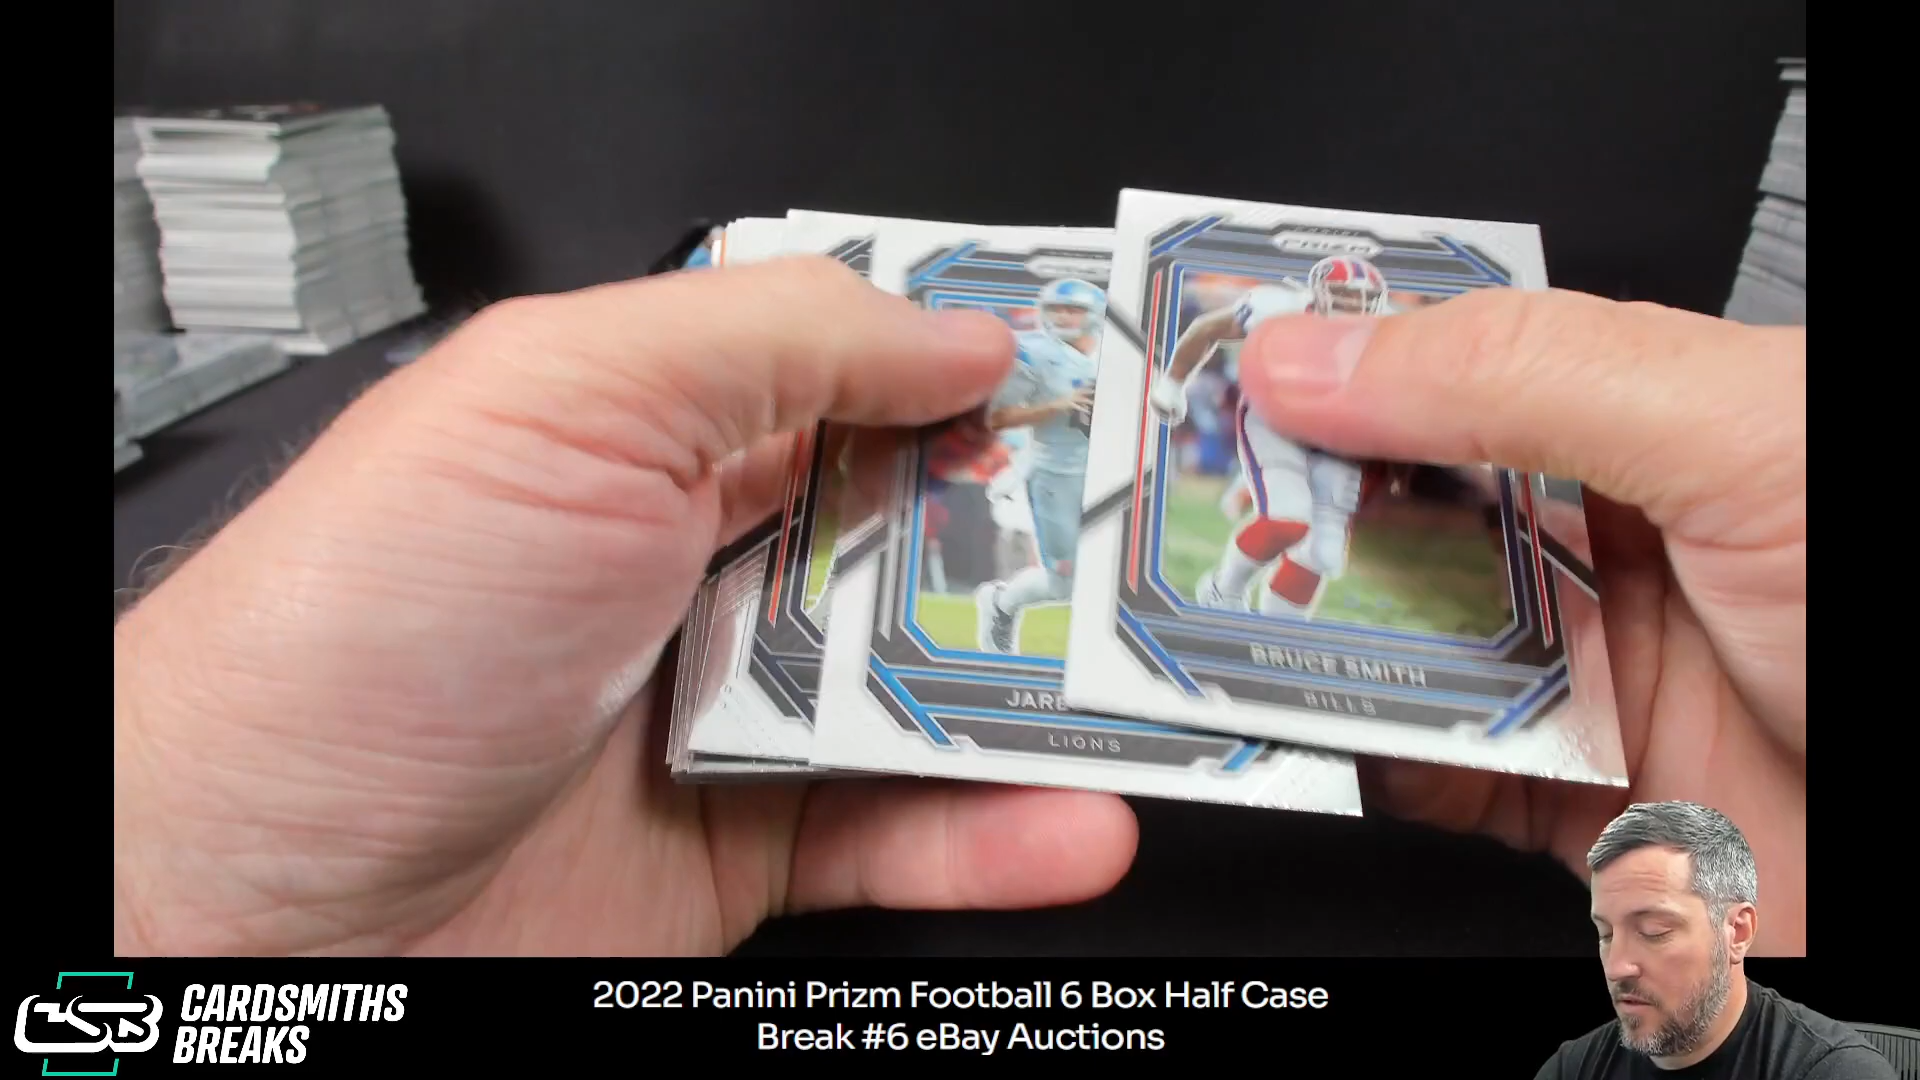 PRIZM
BRUCE SMITH
BILLS
JARE
LIONS
CSB
CARDSMITHS
BREAKS
2022 Panini Prizm Football 6 Box Half Case
Break #6 eBay Auctions